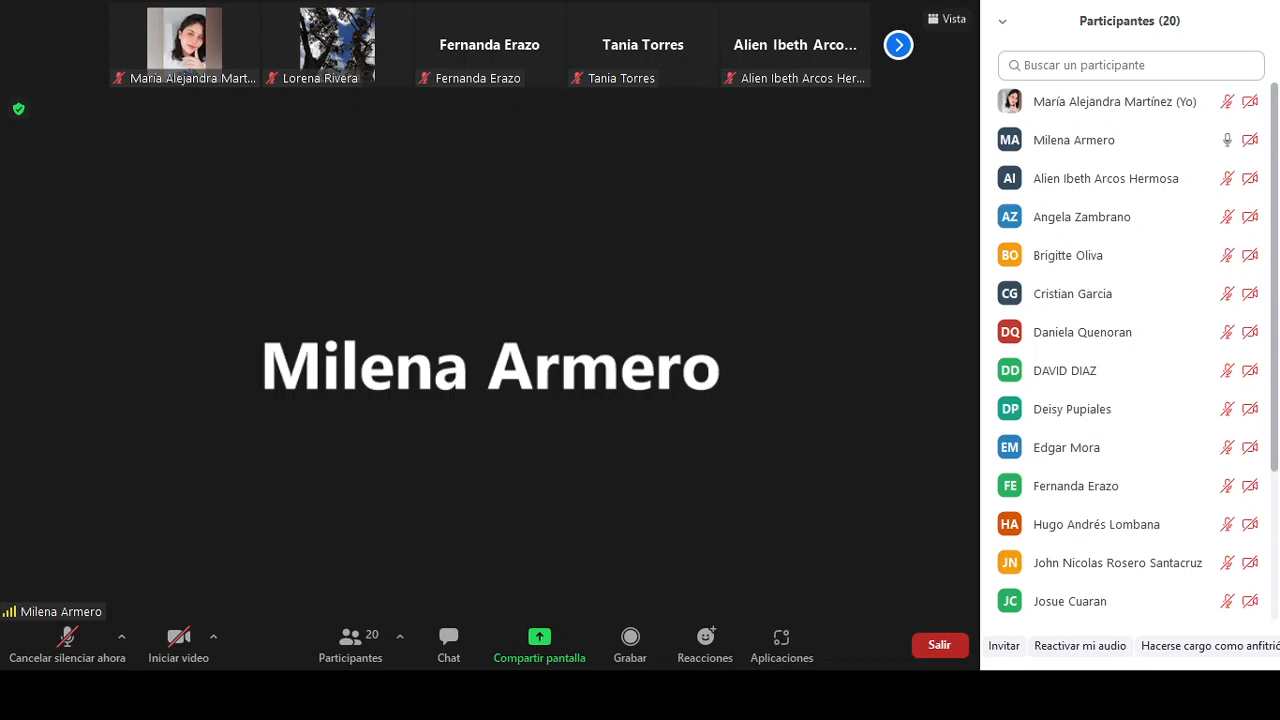 Fernanda Erazo
Tania Torres
Alien Ibeth Arco...
Vista
María Alejandra Mart...
Lorena Rivera
Fernanda Erazo
Tania Torres
Alien Ibeth Arcos Her...
Milena Armero
Milena Armero
Cancelar silenciar ahora
Iniciar video
20
Participantes
Chat
Compartir pantalla
Grabar
Reacciones
Aplicaciones
Salir
Participantes (20)
Buscar un participante
María Alejandra Martínez (Yo)
MA Milena Armero
AI Alien Ibeth Arcos Hermosa
AZ Angela Zambrano
BO Brigitte Oliva
CG Cristian Garcia
DQ Daniela Quenoran
DD DAVID DIAZ
DP Deisy Pupiales
EM Edgar Mora
FE Fernanda Erazo
HA Hugo Andrés Lombana
JN John Nicolas Rosero Santacruz
JC Josue Cuaran
Invitar Reactivar mi audio Hacerse cargo como anfitrió